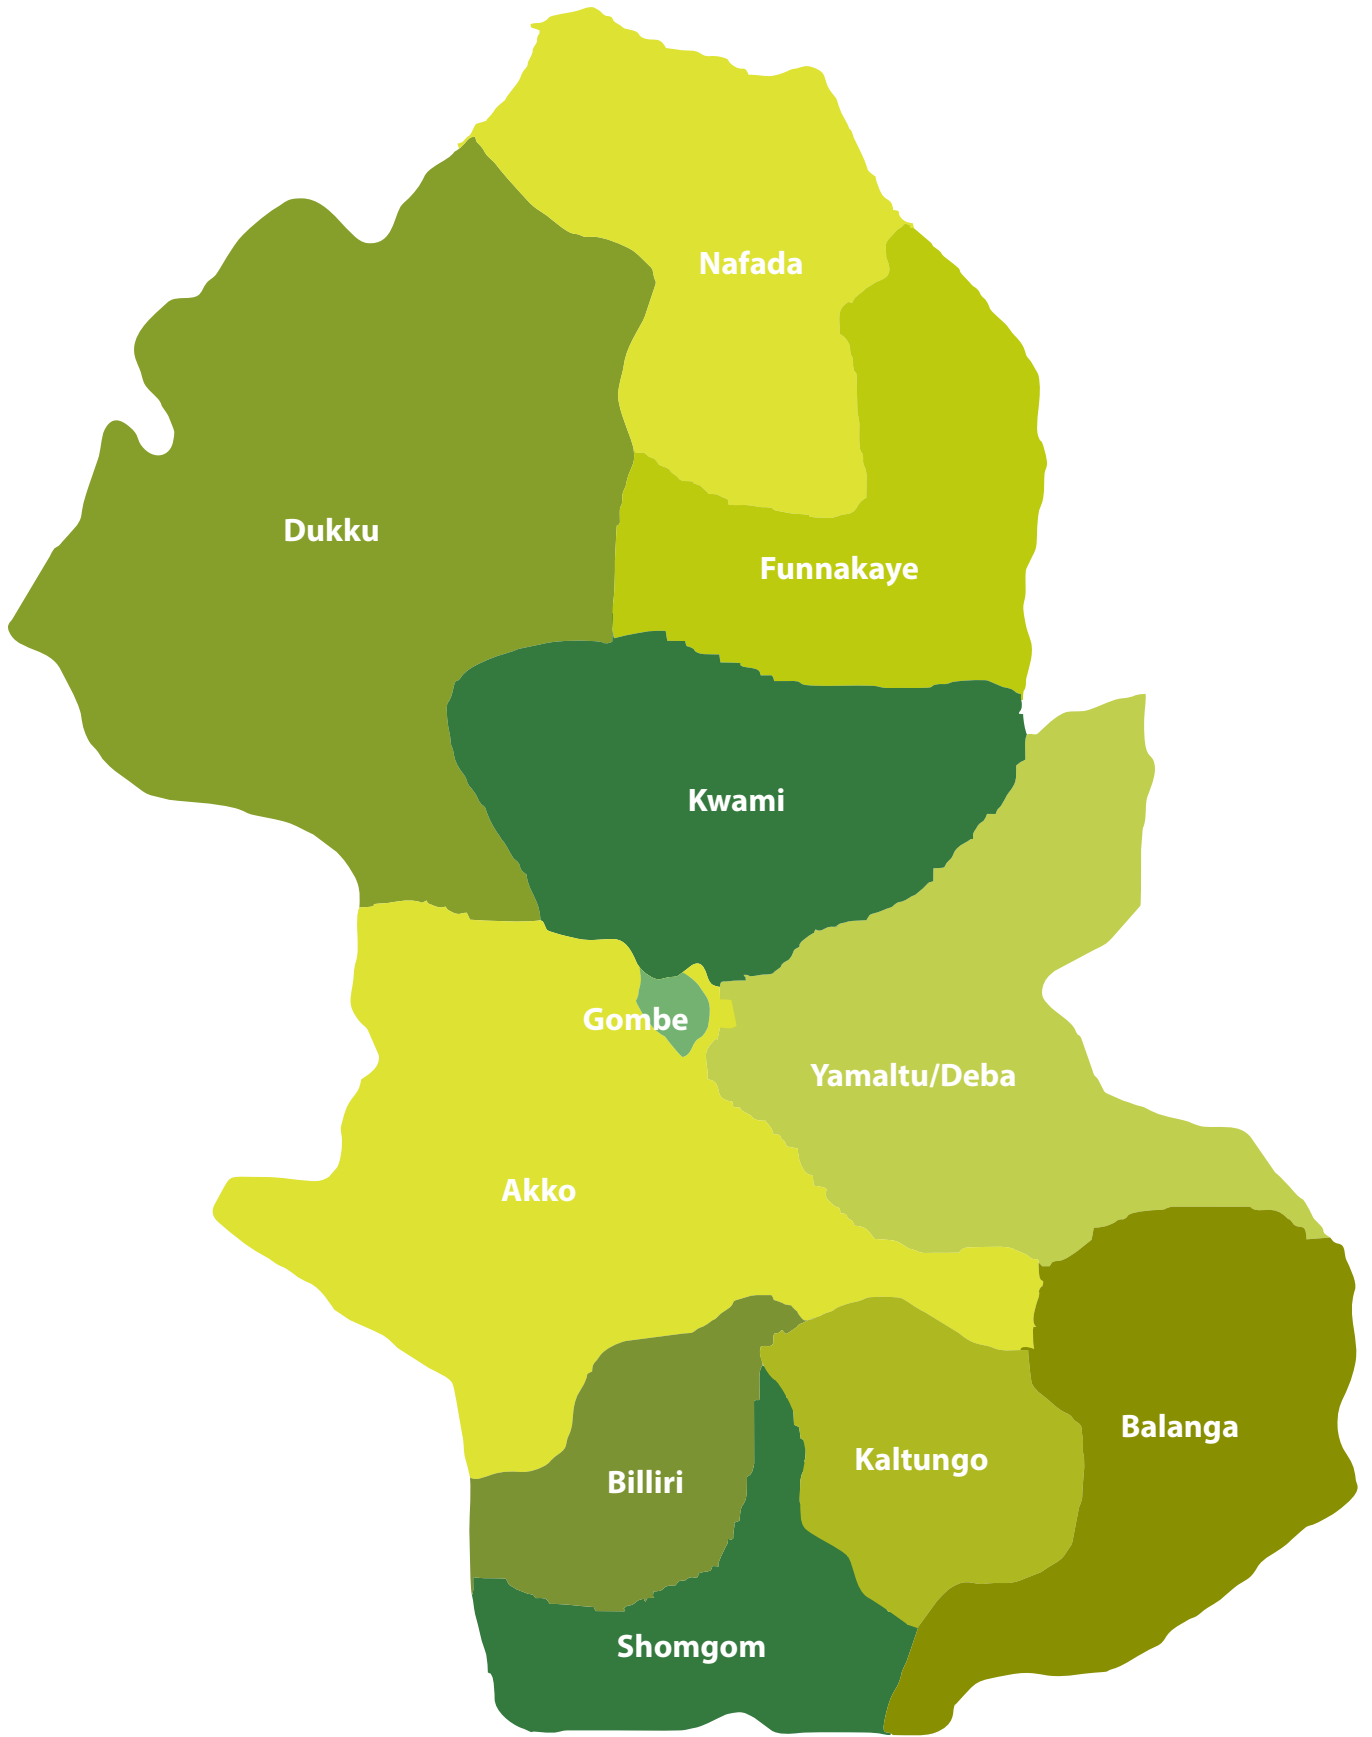 Nafada
Dukku
Funnakaye
Kwami
Gombe
Yamaltu/Deba
Akko
Balanga
Kaltungo
Billiri
Shomgom